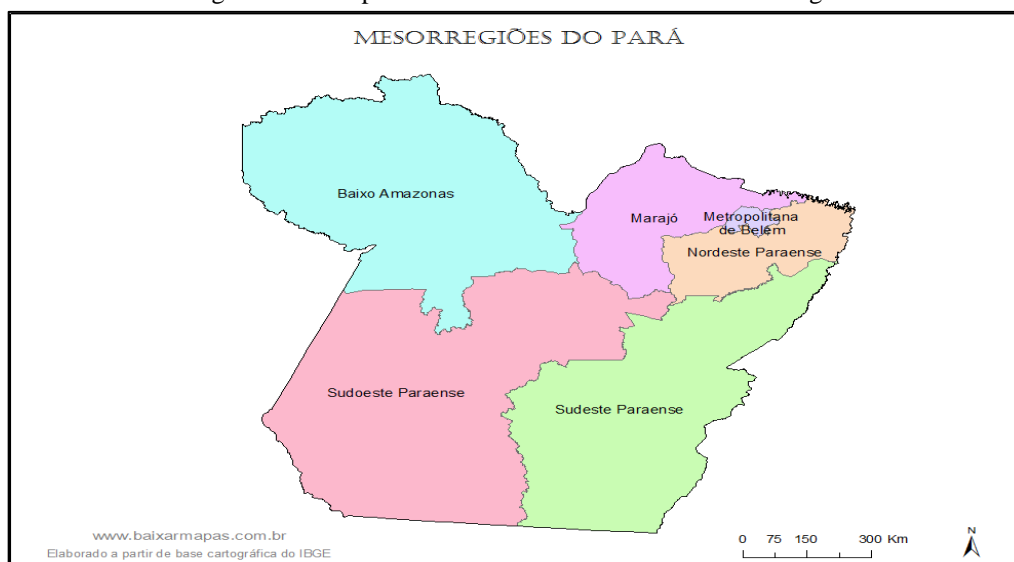 MESORREGIÕES DO PARÁ
Baixo Amazonas
Marajó
Metropolitana
de Belém
Nordeste Paraense
Sudoeste Paraense
Sudeste Paraense
www.baixarmapas.com.br
Elaborado a partir de base cartográfica do IBGE
0 75 150 300 Km
N